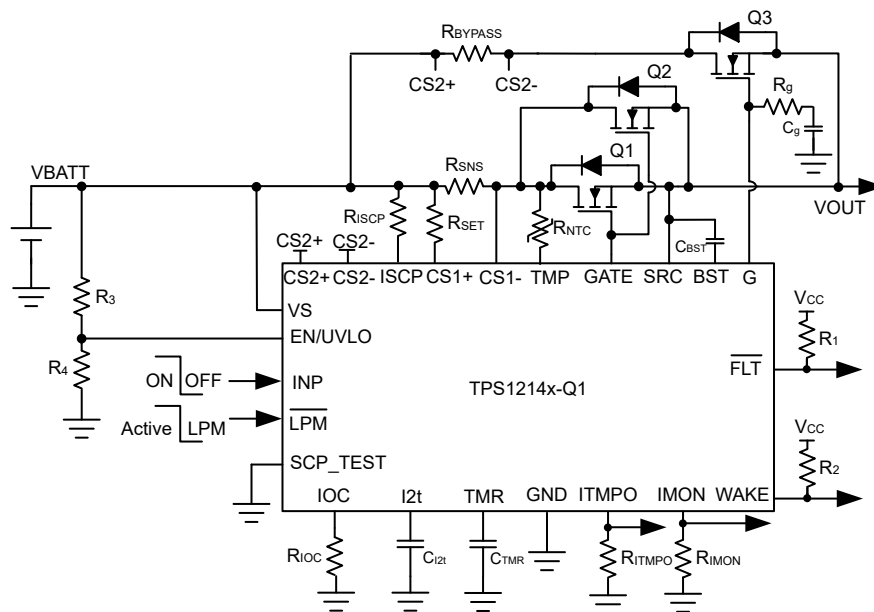 Q3
RBYPASS
CS2+
CS2-
Q2
Rg
Cg
Q1
VBATT
RSNS
VOUT
RISCP
RSET
RNTC
CBST
CS2+
CS2-
CS2+ CS2- ISCP CS1+ CS1- TMP GATE SRC BST G
R3
VS
VCC
EN/UVLO
R1
R4
ON OFF
INP
TPS1214x-Q1
FLT
Active LPM
LPM
VCC
SCP_TEST
R2
IOC I2t TMR GND ITMPO IMON WAKE
RIOC
CI2t
CTMR
RITMPO
RIMON